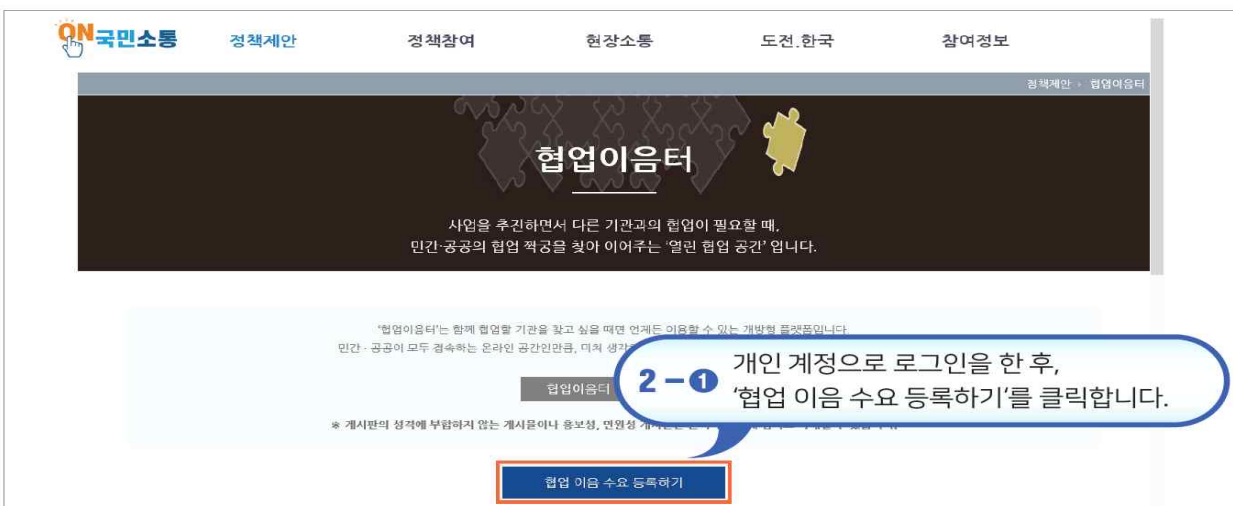 ON국민소통
정책제안
정책참여
현장소통
도전.한국
참여정보
정책제안 › 협업이음터
협업이음터
사업을 추진하면서 다른 기관과의 협업이 필요할 때,
민간·공공의 협업 짝궁을 찾아 이어주는 '열린 협업 공간' 입니다.
'협업이음터'는 함께 협업할 기관을 찾고 싶을 때면 언제든 이용할 수 있는 개방형 플랫폼입니다.
민간 · 공공이 모두 접속하는 온라인 공간인만큼, 미처 생각
협업이음터
2-❶ 개인 계정으로 로그인을 한 후,
'협업 이음 수요 등록하기'를 클릭합니다.
※ 게시판의 성격에 부합하지 않는 게시물이나 홍보성, 민원성
협업 이음 수요 등록하기